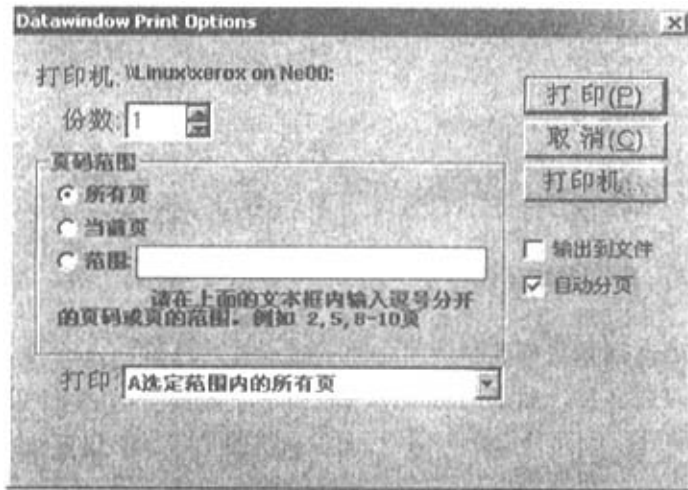 Datawindow Print Options
打印机: \\Linux\xerox on Ne00:
份数: 1
页码范围
所有页
当前页
范围:
请在上面的文本框内输入逗号分开
的页码或页的范围。例如 2,5,8-10页
打印: A选定范围内的所有页
打 印(P)
取 消(C)
打印机...
输出到文件
自动分页